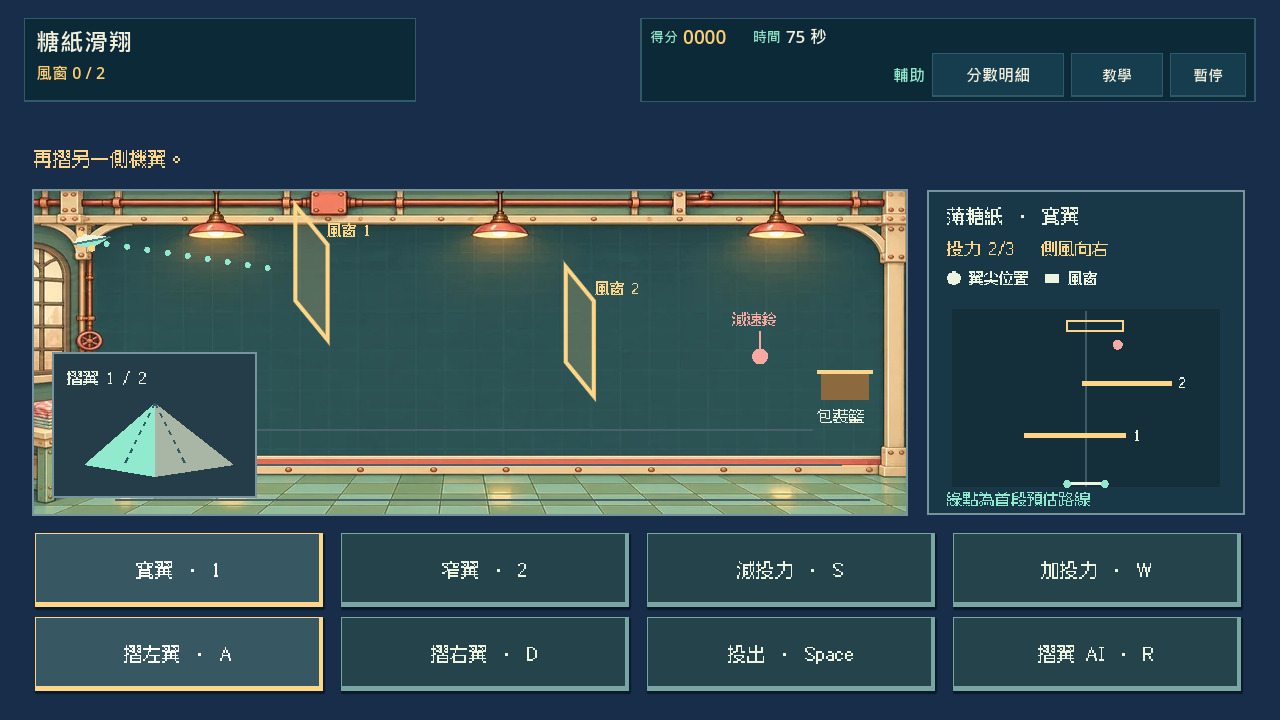 糖紙滑翔
風窗 0 / 2
得分 0000 時間 75 秒
輔助 分數明細 教學 暫停
再摺另一側機翼。
風窗 1
風窗 2
減速鈴
包裝籃
摺翼 1 / 2
薄糖紙 · 寬翼
投力 2/3 側風向右
翼尖位置 風窗
2
1
綠點為首段預估路線
寬翼 · 1
窄翼 · 2
減投力 · S
加投力 · W
摺左翼 · A
摺右翼 · D
投出 · Space
摺翼 AI · R